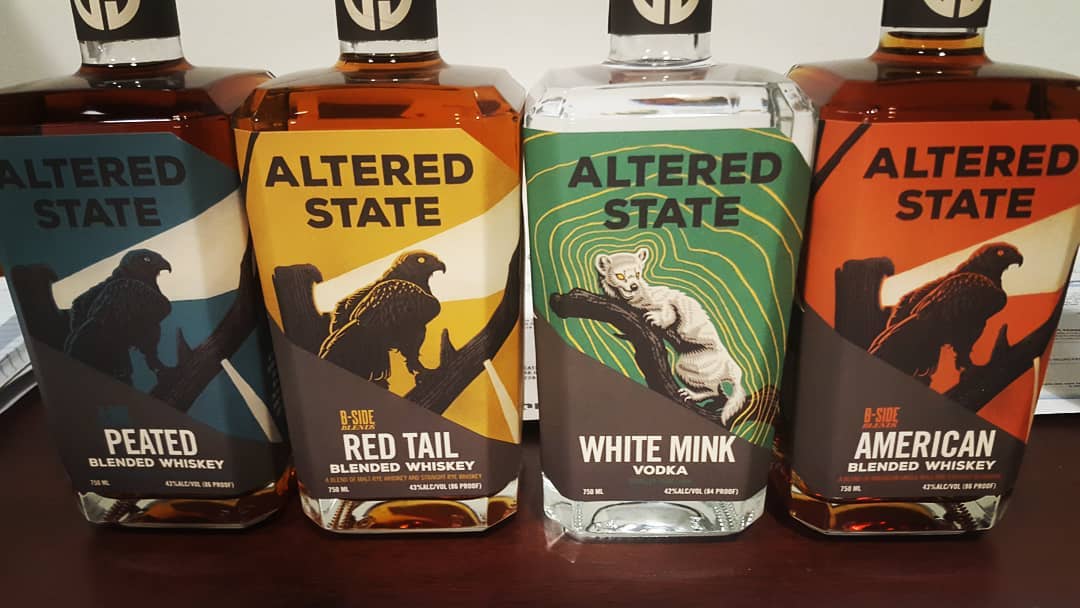 ALTERED
STATE
PEATED
BLENDED WHISKEY
750 ML 43%ALC/VOL (86 PROOF)
ALTERED
STATE
B-SIDE
BLENDS
RED TAIL
BLENDED WHISKEY
A BLEND OF MALT RYE WHISKEY AND STRAIGHT RYE WHISKEY
750 ML 43%ALC/VOL (86 PROOF)
ALTERED
STATE
WHITE MINK
VODKA
750 ML 42%ALC/VOL (84 PROOF)
ALTERED
STATE
B-SIDE
BLENDS
AMERICAN
BLENDED WHISKEY
750 ML 43%ALC/VOL (86 PROOF)